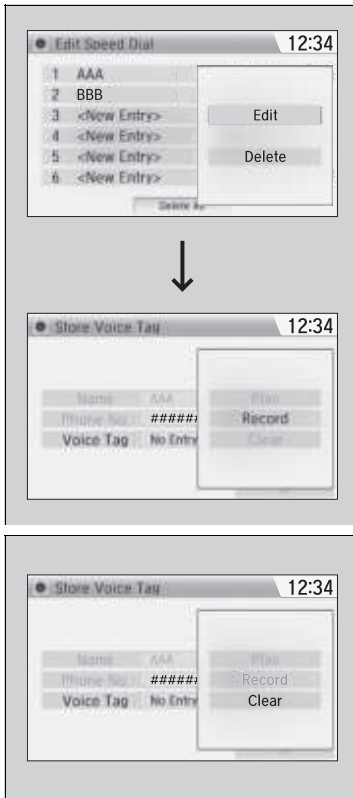 Edit Speed Dial 12:34
1 AAA
2 BBB
3 <New Entry>
4 <New Entry>
5 <New Entry>
6 <New Entry>
Edit
Delete
Delete All
Store Voice Tag 12:34
Name AAA Play
Phone No. ###### Record
Voice Tag No Entry Clear
Store Voice Tag 12:34
Name AAA Play
Phone No. ###### Record
Voice Tag No Entry Clear